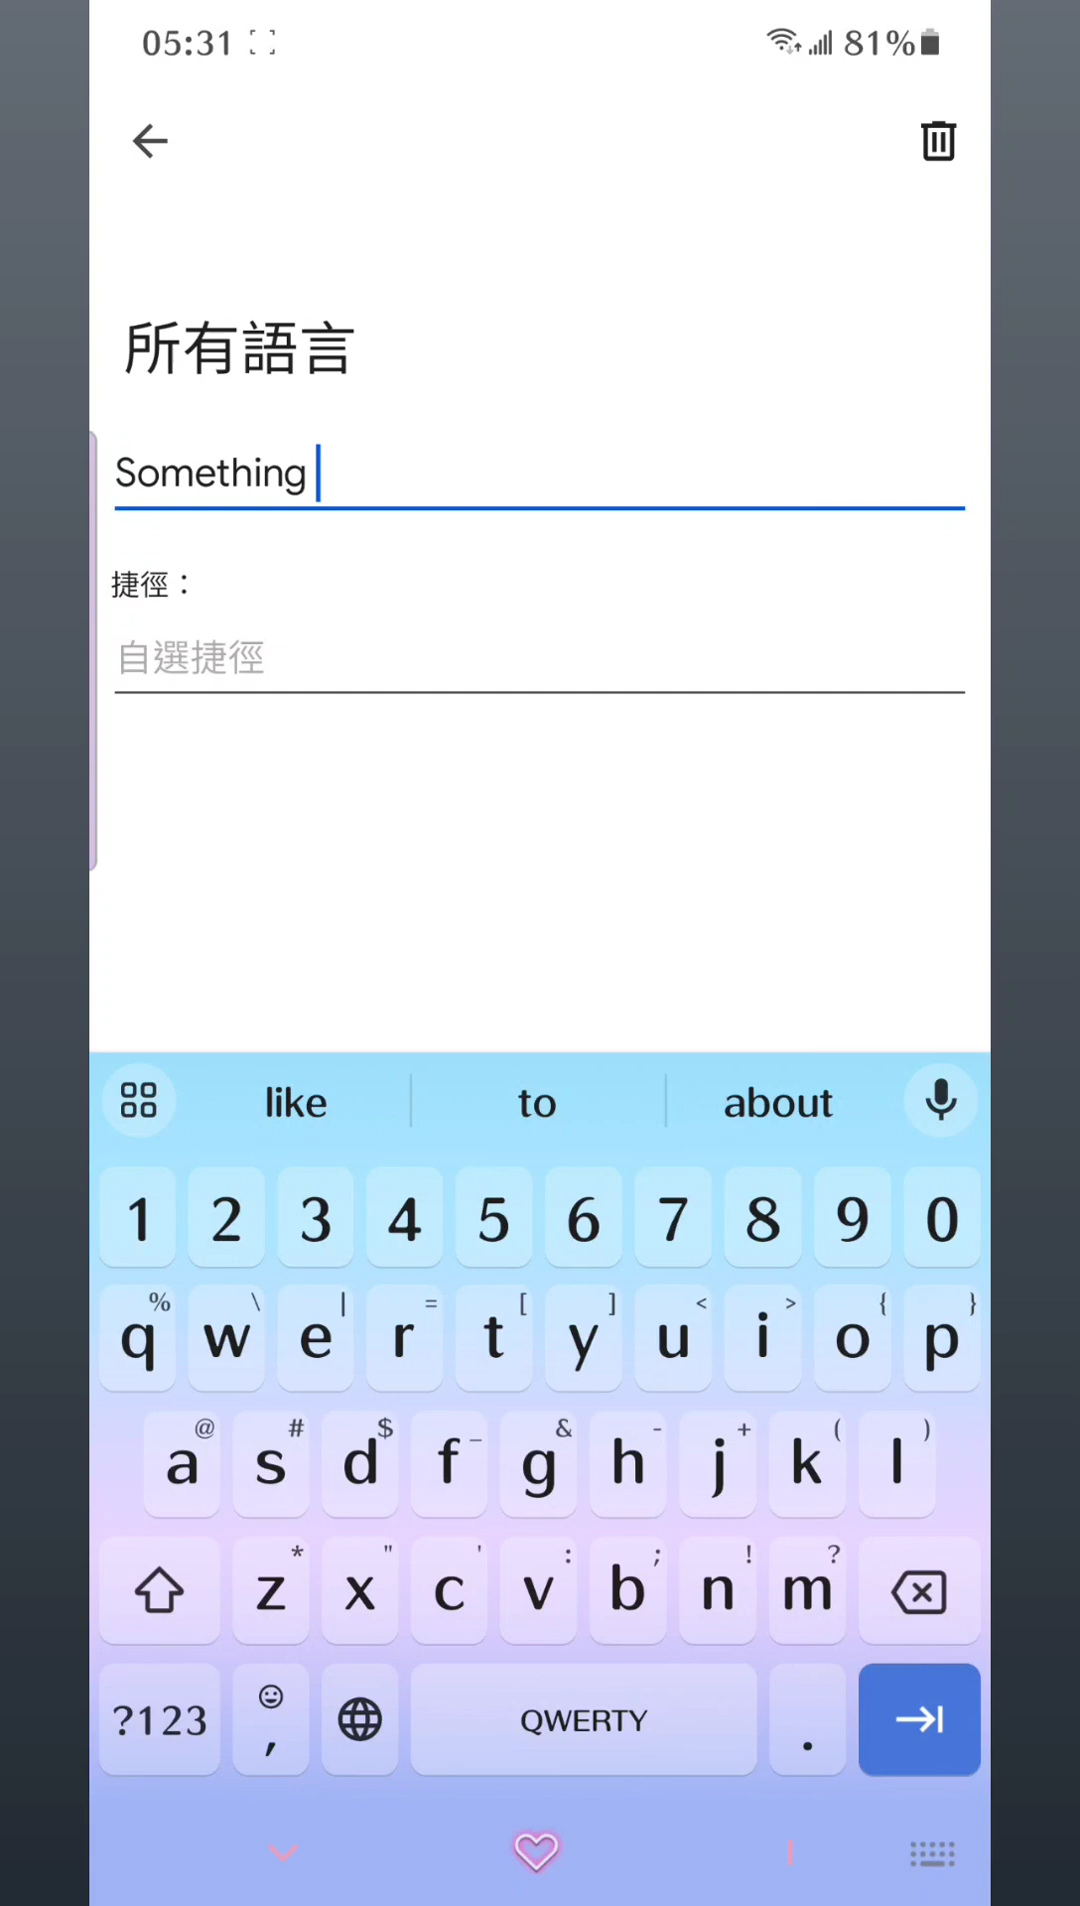 05:31 81%
所有語言
Something
捷徑：
自選捷徑
like to about
1 2 3 4 5 6 7 8 9 0
% \ | = [ ] < > { }
q w e r t y u i o p
@ # $ _ & - + ( )
a s d f g h j k l
* " ' : ; ! ?
z x c v b n m
?123 , QWERTY .